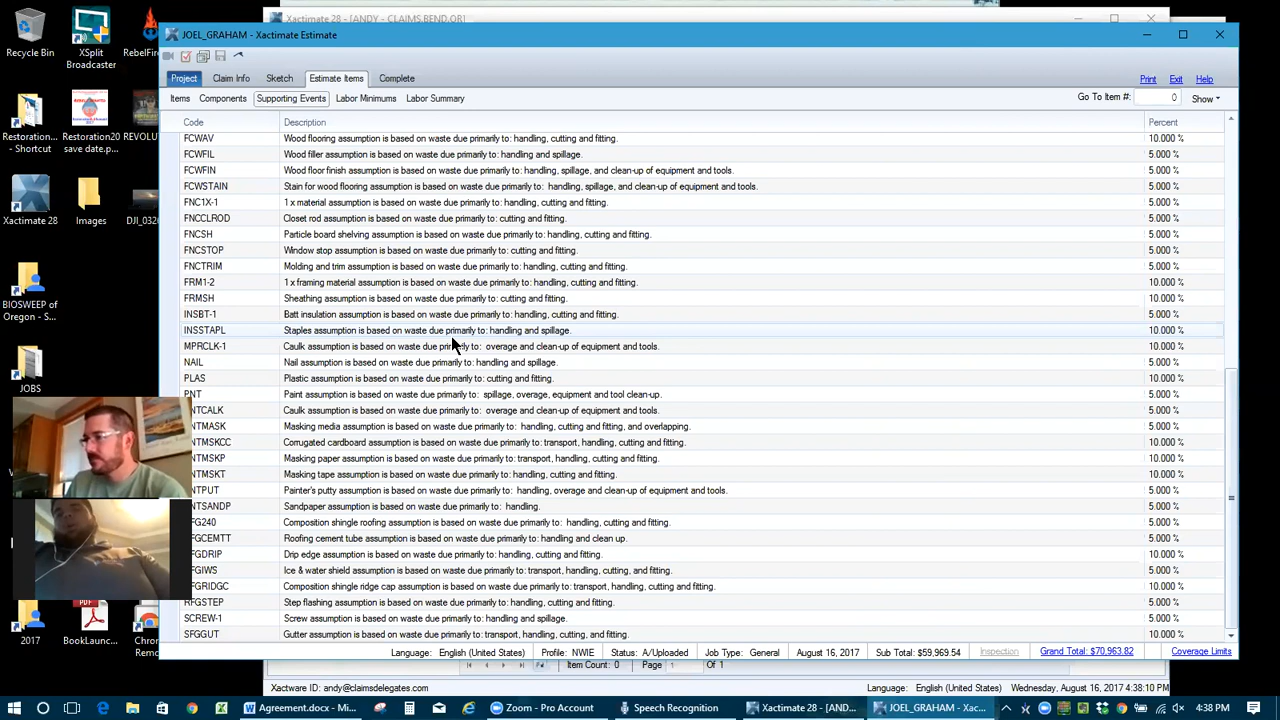 Xactimate 28 - [ANDY - CLAIMS.BEND.OR]
JOEL_GRAHAM - Xactimate Estimate
Project Claim Info Sketch Estimate Items Complete
Print Exit Help
Items Components Supporting Events Labor Minimums Labor Summary
Go To Item #: 0 Show
Code Description Percent
FCWAV Wood flooring assumption is based on waste due primarily to: handling, cutting and fitting. 10.000 %
FCWFIL Wood filler assumption is based on waste due primarily to: handling and spillage. 5.000 %
FCWFIN Wood floor finish assumption is based on waste due primarily to: handling, spillage, and clean-up of equipment and tools. 5.000 %
FCWSTAIN Stain for wood flooring assumption is based on waste due primarily to: handling, spillage, and clean-up of equipment and tools. 5.000 %
FNC1X-1 1 x material assumption is based on waste due primarily to: handling, cutting and fitting. 5.000 %
FNCCLROD Closet rod assumption is based on waste due primarily to: cutting and fitting. 5.000 %
FNCSH Particle board shelving assumption is based on waste due primarily to: handling, cutting and fitting. 5.000 %
FNCSTOP Window stop assumption is based on waste due primarily to: cutting and fitting. 5.000 %
FNCTRIM Molding and trim assumption is based on waste due primarily to: handling, cutting and fitting. 5.000 %
FRM1-2 1 x framing material assumption is based on waste due primarily to: handling, cutting and fitting. 10.000 %
FRMSH Sheathing assumption is based on waste due primarily to: cutting and fitting. 10.000 %
INSBT-1 Batt insulation assumption is based on waste due primarily to: handling, cutting and fitting. 5.000 %
INSSTAPL Staples assumption is based on waste due primarily to: handling and spillage. 10.000 %
MPRCLK-1 Caulk assumption is based on waste due primarily to: overage and clean-up of equipment and tools. 10.000 %
NAIL Nail assumption is based on waste due primarily to: handling and spillage. 5.000 %
PLAS Plastic assumption is based on waste due primarily to: cutting and fitting. 10.000 %
PNT Paint assumption is based on waste due primarily to: spillage, overage, equipment and tool clean-up. 5.000 %
NTCALK Caulk assumption is based on waste due primarily to: overage and clean-up of equipment and tools. 5.000 %
NTMASK Masking media assumption is based on waste due primarily to: handling, cutting and fitting, and overlapping. 5.000 %
NTMSKCC Corrugated cardboard assumption is based on waste due primarily to: transport, handling, cutting and fitting. 10.000 %
NTMSKP Masking paper assumption is based on waste due primarily to: transport, handling, cutting and fitting. 10.000 %
NTMSKT Masking tape assumption is based on waste due primarily to: handling, cutting and fitting. 10.000 %
NTPUT Painter's putty assumption is based on waste due primarily to: handling, overage and clean-up of equipment and tools. 5.000 %
NTSANDP Sandpaper assumption is based on waste due primarily to: handling. 5.000 %
FG240 Composition shingle roofing assumption is based on waste due primarily to: handling, cutting and fitting. 5.000 %
FGCEMTT Roofing cement tube assumption is based on waste due primarily to: handling and clean up. 5.000 %
FGDRIP Drip edge assumption is based on waste due primarily to: handling, cutting and fitting. 10.000 %
FGIWS Ice & water shield assumption is based on waste due primarily to: transport, handling, cutting and fitting. 5.000 %
FGRIDGC Composition shingle ridge cap assumption is based on waste due primarily to: transport, handling, cutting and fitting. 10.000 %
RFGSTEP Step flashing assumption is based on waste due primarily to: handling, cutting and fitting. 5.000 %
SCREW-1 Screw assumption is based on waste due primarily to: handling and spillage. 5.000 %
SFGGUT Gutter assumption is based on waste due primarily to: transport, handling, cutting, and fitting. 10.000 %
Language: English (United States) Profile: NWIE Status: A/Uploaded Job Type: General August 16, 2017 Sub Total: $59,969.54 Inspection Grand Total: $70,963.82 Coverage Limits
Item Count: 0 Page 1 Of 1
Xactware ID: andy@claimsdelegates.com Language: English (United States) Wednesday, August 16, 2017 4:38:10 PM
Recycle Bin
XSplit Broadcaster
RebelFire
Restoration... - Shortcut
Restoration20 save date.p...
REVOLU
Xactimate 28
Images
DJI_032
BIOSWEEP of Oregon - S...
JOBS
2017
BookLaunc...
Chro Remo
Agreement.docx - Mi...
Zoom - Pro Account
Speech Recognition
Xactimate 28 - [AND...
JOEL_GRAHAM - Xac...
4:38 PM